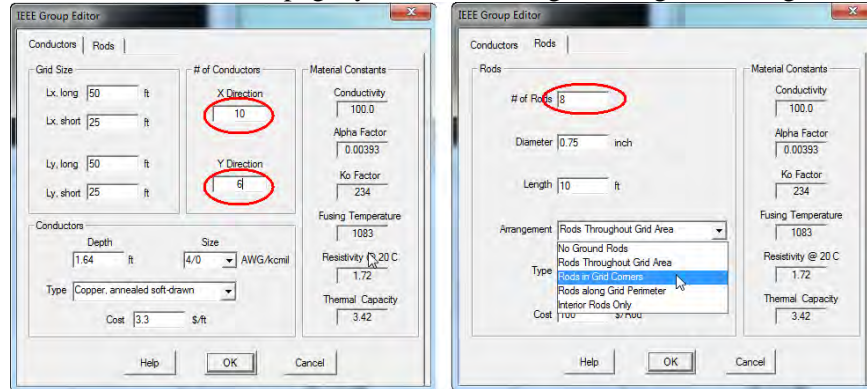 IEEE Group Editor
Conductors
Rods
Grid Size
Lx, long 50 ft
Lx, short 25 ft
Ly, long 50 ft
Ly, short 25 ft
# of Conductors
X Direction
10
Y Direction
6
Material Constants
Conductivity
100.0
Alpha Factor
0.00393
Ko Factor
234
Fusing Temperature
1083
Resistivity @ 20 C
1.72
Thermal Capacity
3.42
Conductors
Depth
1.64 ft
Size
4/0 AWG/kcmil
Type Copper, annealed soft-drawn
Cost 3.3 $/ft
Help
OK
Cancel
IEEE Group Editor
Conductors
Rods
Rods
# of Rods 8
Diameter 0.75 inch
Length 10 ft
Arrangement Rods Throughout Grid Area
No Ground Rods
Rods Throughout Grid Area
Rods in Grid Corners
Rods along Grid Perimeter
Interior Rods Only
Type
Cost 100 $/Rod
Material Constants
Conductivity
100.0
Alpha Factor
0.00393
Ko Factor
234
Fusing Temperature
1083
Resistivity @ 20 C
1.72
Thermal Capacity
3.42
Help
OK
Cancel